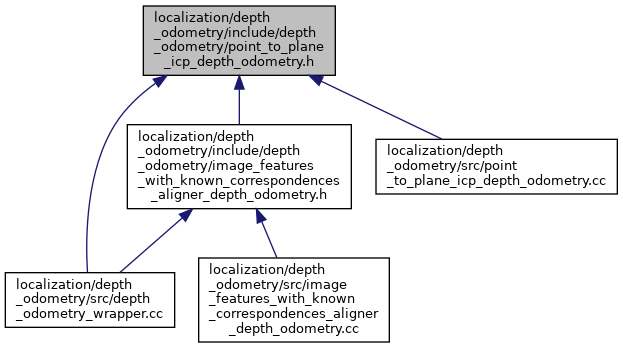 localization/depth
_odometry/include/depth
_odometry/point_to_plane
_icp_depth_odometry.h
localization/depth
_odometry/include/depth
_odometry/image_features
_with_known_correspondences
_aligner_depth_odometry.h
localization/depth
_odometry/src/point
_to_plane_icp_depth_odometry.cc
localization/depth
_odometry/src/depth
_odometry_wrapper.cc
localization/depth
_odometry/src/image
_features_with_known
_correspondences_aligner
_depth_odometry.cc